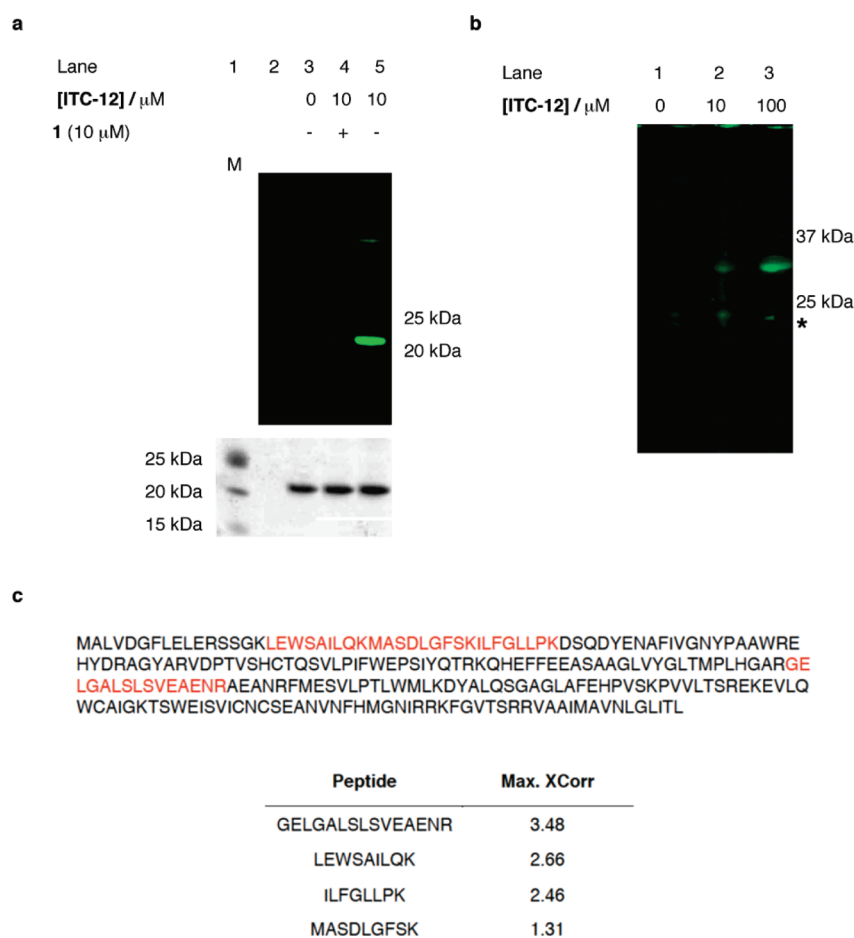 a
Lane 1 2 3 4 5
[ITC-12] / μM 0 10 10
1 (10 μM) - + -
M
25 kDa
20 kDa
25 kDa
20 kDa
15 kDa
b
Lane 1 2 3
[ITC-12] / μM 0 10 100
37 kDa
25 kDa
*
c
MALVDGFLELERSSGKLEWSAILQKMASDLGFSKILFGLLPKDSQDYENAFIVGNYPAAWRE
HYDRAGYARVDPTVSHCTQSVLPIFWEPSIYQTRKQHEFFEEASAAGLVYGLTMPLHGARGE
LGALSLSVEAENRAEANRFMESVLPTLWMLKDYALQSGAGLAFEHPVSKPVVLTSREKEVLQ
WCAIGKTSWEISVICNCSEANVNFHMGNIRRKFGVTSRRVAAIMAVNLGLITL
Peptide Max. XCorr
GELGALSLSVEAENR 3.48
LEWSAILQK 2.66
ILFGLLPK 2.46
MASDLGFSK 1.31